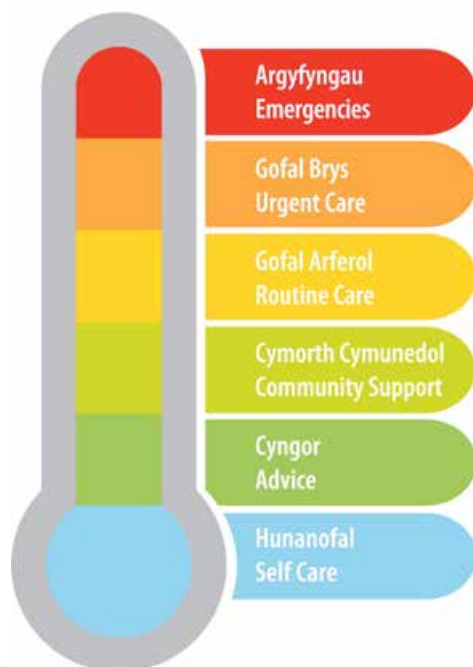 Argyfyngau
Emergencies
Gofal Brys
Urgent Care
Gofal Arferol
Routine Care
Cymorth Cymunedol
Community Support
Cyngor
Advice
Hunanofal
Self Care